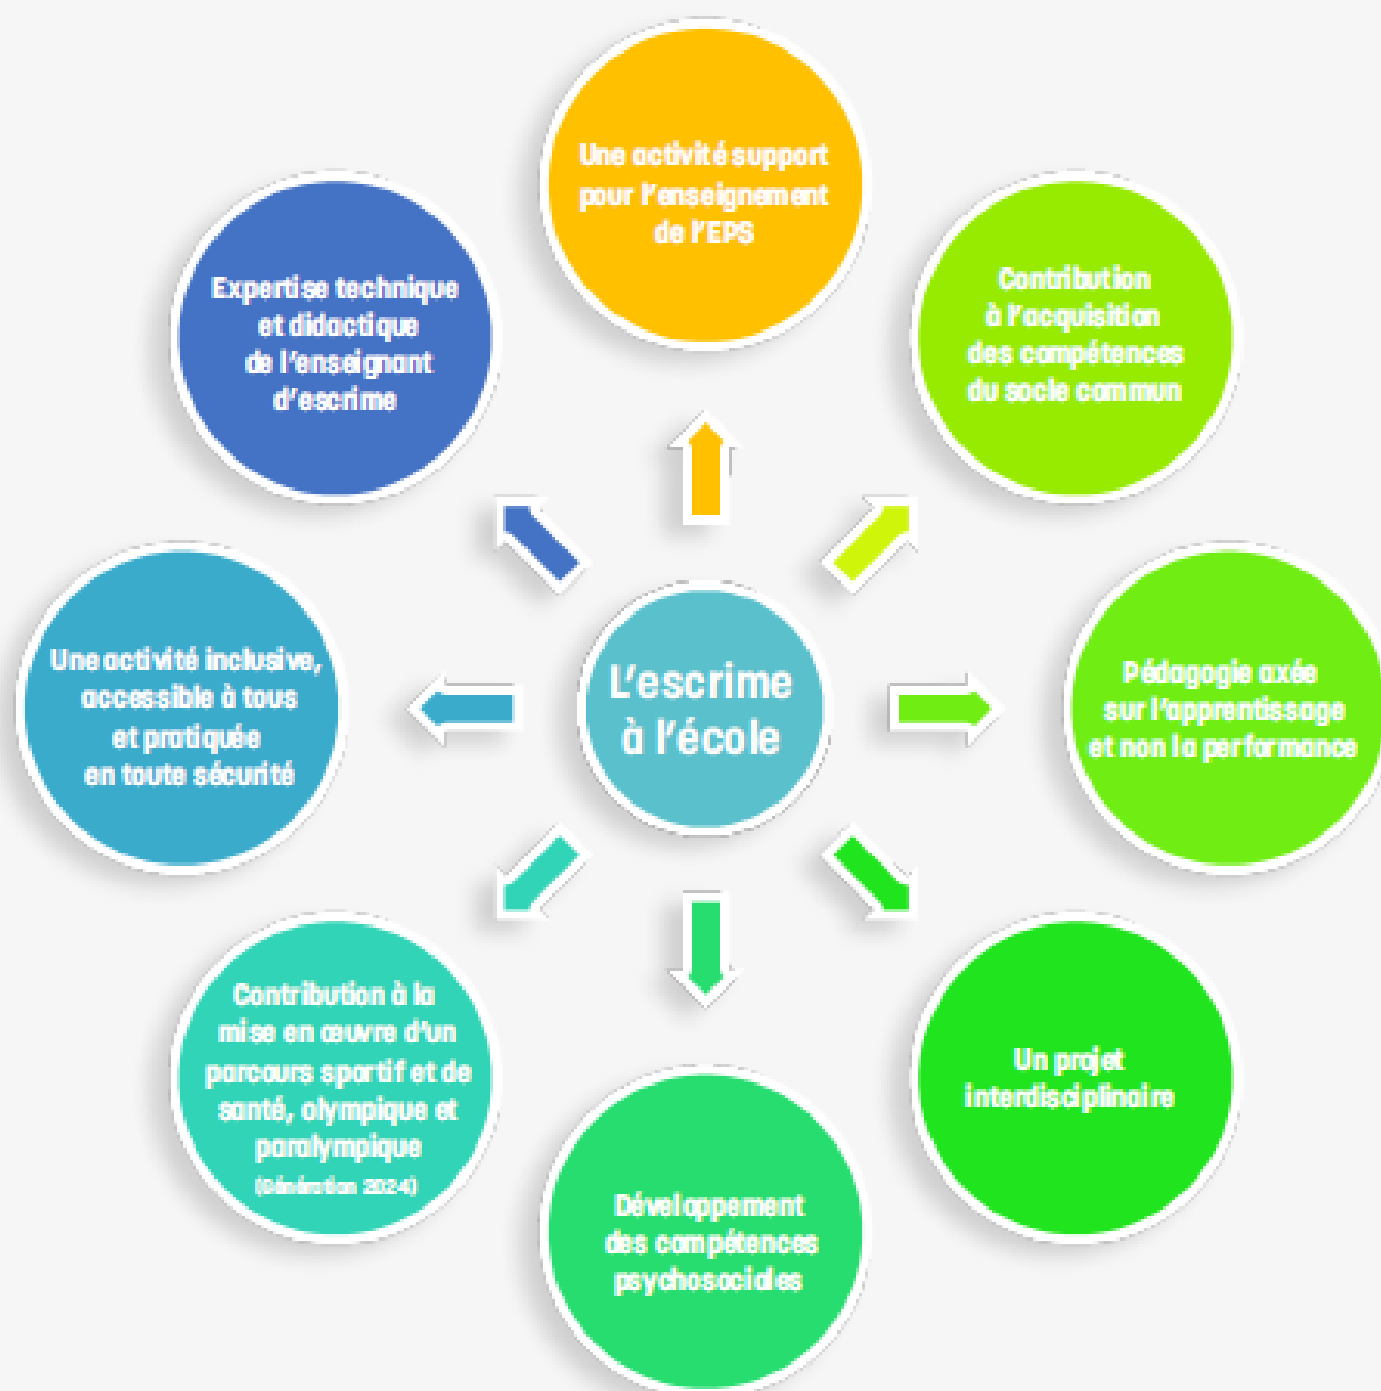 Une activité support
pour l'enseignement
de l'EPS
Contribution
à l'acquisition
des compétences
du socle commun
Pédagogie axée
sur l'apprentissage
et non la performance
Un projet
interdisciplinaire
Développement
des compétences
psychosociales
Contribution à la
mise en œuvre d'un
parcours sportif et de
santé, olympique et
paralympique
(Génération 2024)
Une activité inclusive,
accessible à tous
et pratiquée
en toute sécurité
Expertise technique
et didactique
de l'enseignant
d'escrime
L'escrime
à l'école